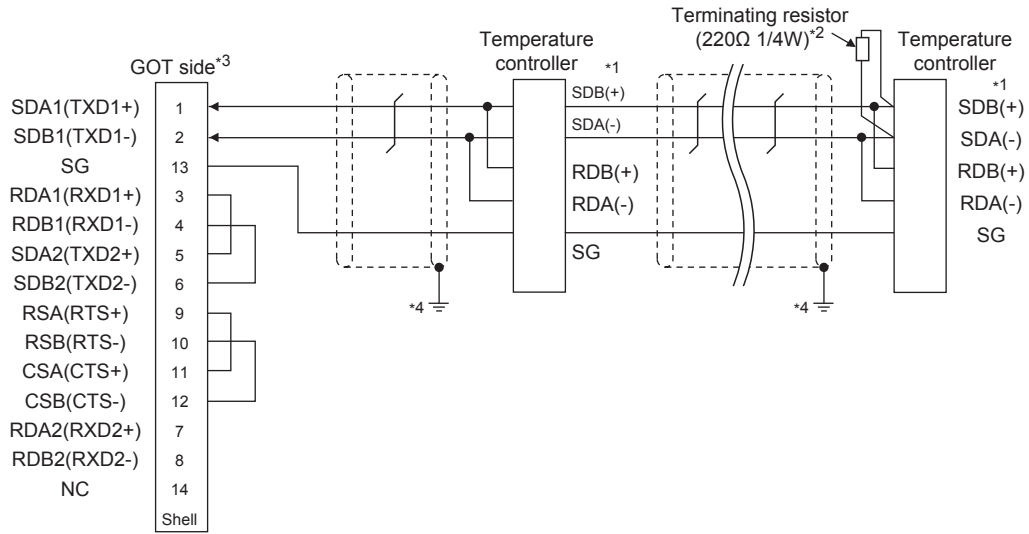 Terminating resistor
(220Ω 1/4W)*2
Temperature
controller
*1
Temperature
controller
*1
GOT side*3
SDA1(TXD1+)
1
SDB(+)
SDB(+)
SDB1(TXD1-)
2
SDA(-)
SDA(-)
SG
13
RDB(+)
RDB(+)
RDA1(RXD1+)
3
RDA(-)
RDA(-)
RDB1(RXD1-)
4
SG
SG
SDA2(TXD2+)
5
SDB2(TXD2-)
6
*4
*4
RSA(RTS+)
9
RSB(RTS-)
10
CSA(CTS+)
11
CSB(CTS-)
12
RDA2(RXD2+)
7
RDB2(RXD2-)
8
NC
14
Shell